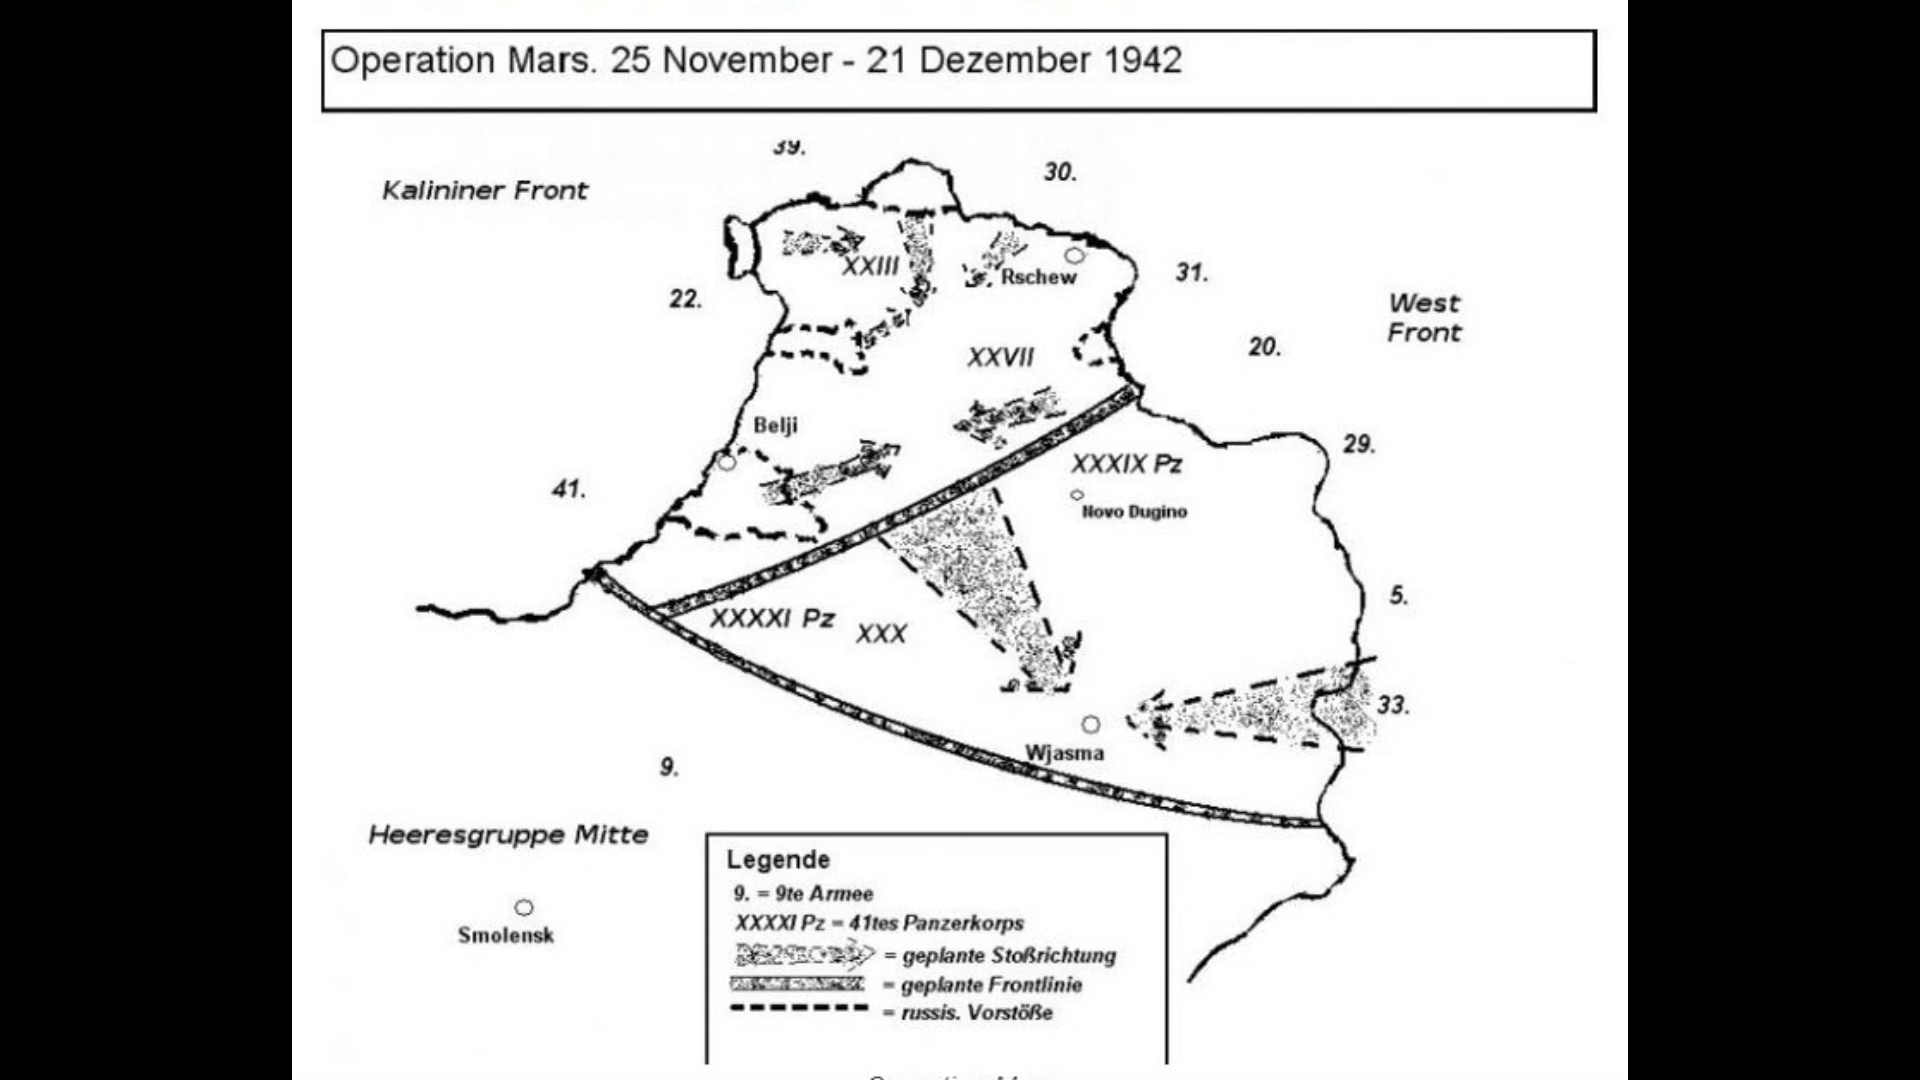 Operation Mars. 25 November - 21 Dezember 1942
39.
30.
Kalininer Front
XXIII
Rschew
31.
22.
West
Front
20.
XXVII
Belji
29.
XXXIX Pz
41.
Novo Dugino
5.
XXXXI Pz
XXX
33.
Wjasma
9.
Heeresgruppe Mitte
Smolensk
Legende
9. = 9te Armee
XXXXI Pz = 41tes Panzerkorps
= geplante Stoßrichtung
= geplante Frontlinie
= russis. Vorstöße